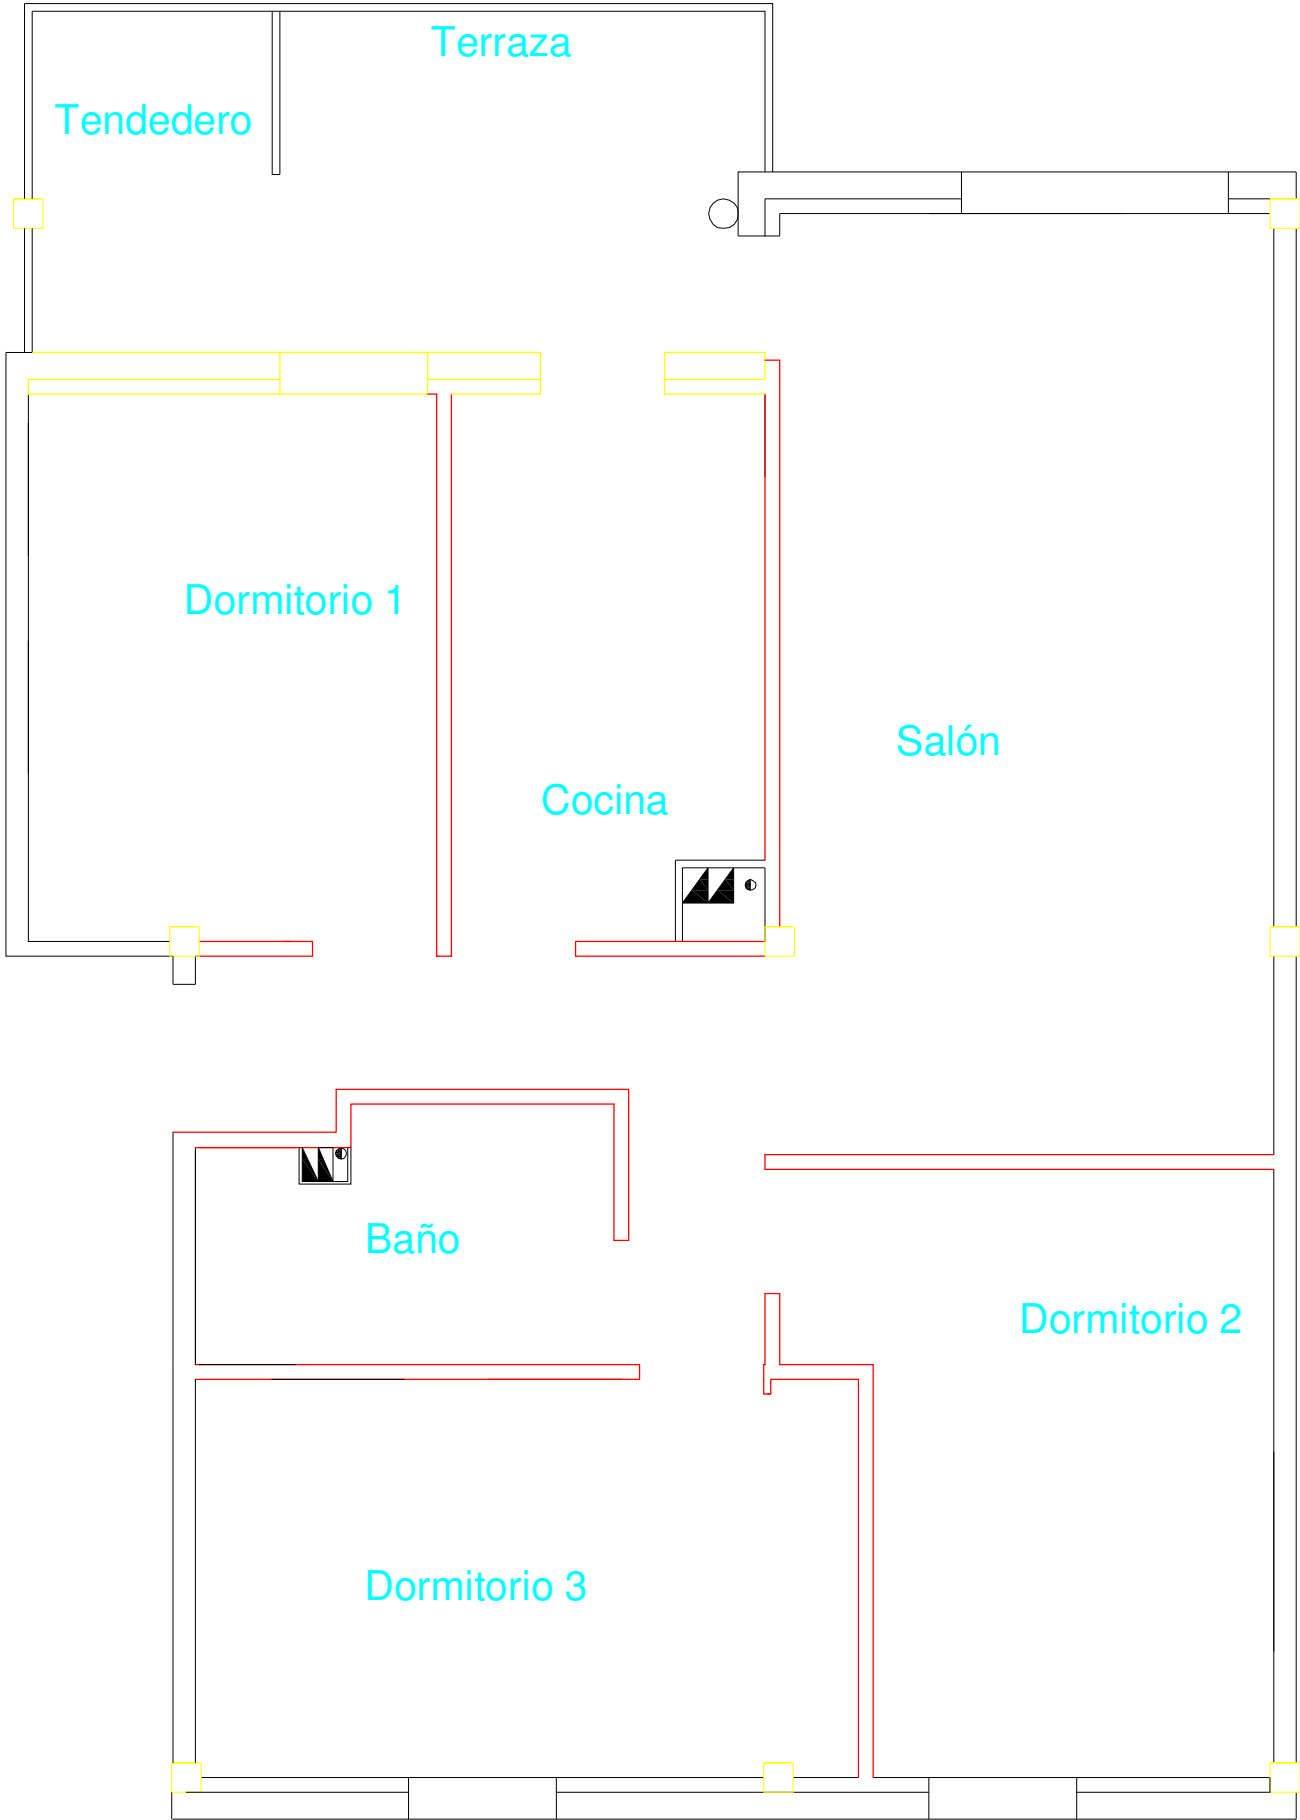 Terraza
Tendedero
Dormitorio 1
Salón
Cocina
Baño
Dormitorio 2
Dormitorio 3